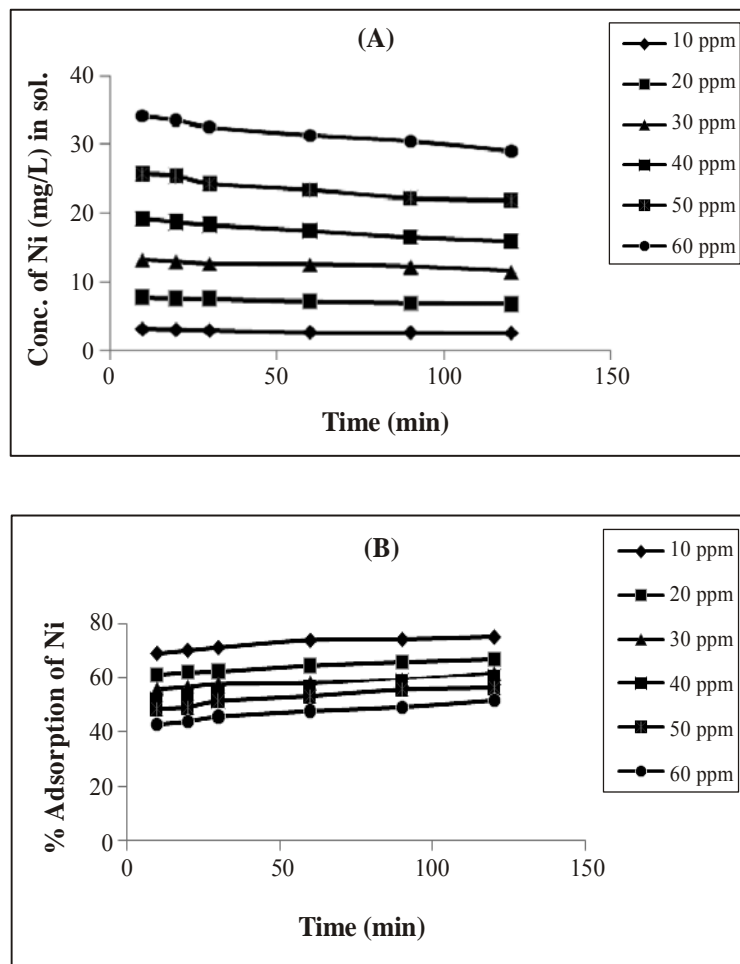 (A)
10 ppm
20 ppm
30 ppm
40 ppm
50 ppm
60 ppm
Conc. of Ni (mg/L) in sol.
40
30
20
10
0
0 50 100 150
Time (min)
(B)
10 ppm
20 ppm
30 ppm
40 ppm
50 ppm
60 ppm
% Adsorption of Ni
80
60
40
20
0
0 50 100 150
Time (min)